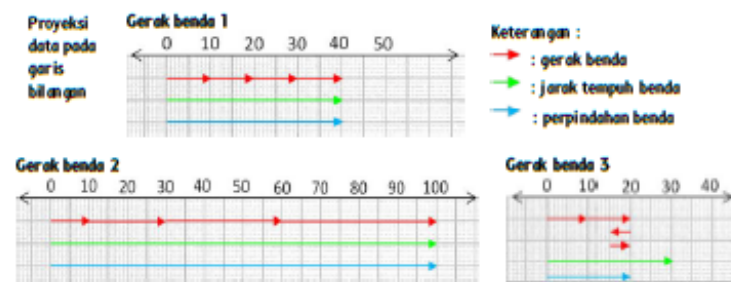 Proyeksi
data pada
garis
bilangan
Gerak benda 1
0 10 20 30 40 50
Keterangan :
: gerak benda
: jarak tempuh benda
: perpindahan benda
Gerak benda 2
0 10 20 30 40 50 60 70 80 90 100
Gerak benda 3
0 10 20 30 40